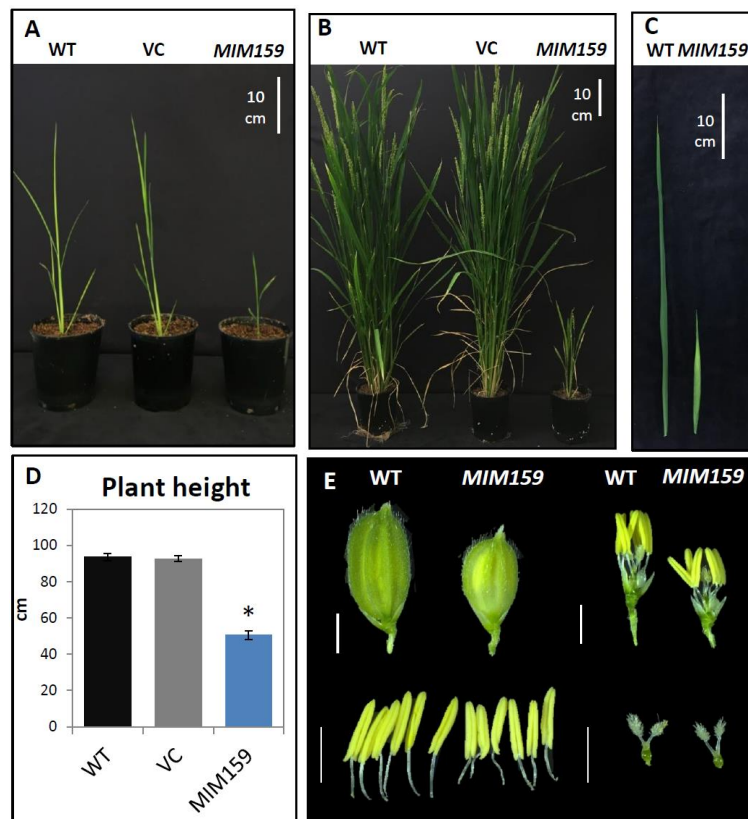 A
WT VC MIM159
10
cm
B
WT VC MIM159
10
cm
C
WT MIM159
10
cm
D
Plant height
120
100
80
60
40
20
0
cm
*
WT
VC
MIM159
E
WT MIM159 WT MIM159